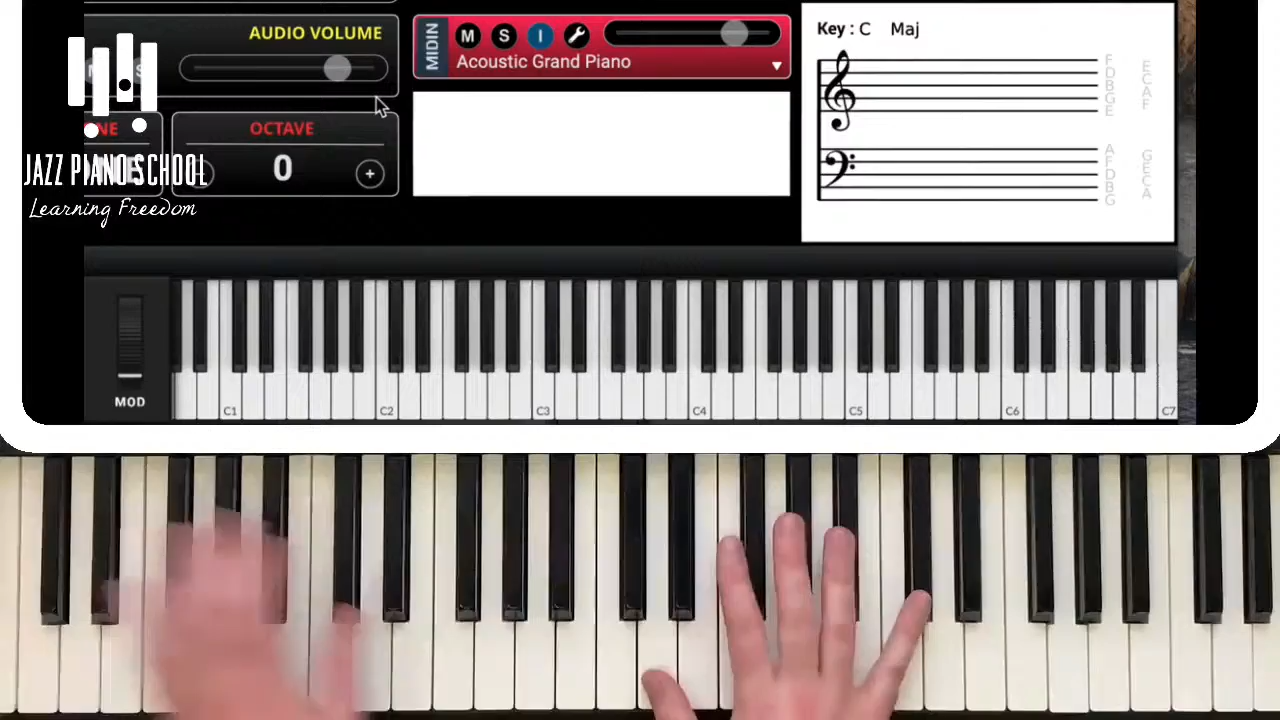 AUDIO VOLUME
M S
OCTAVE
0 +
MIDIN
M S I
Acoustic Grand Piano
Key : C Maj
F
D
B
G
E
E
C
A
F
A
F
D
B
G
G
E
C
A
JAZZ PIANO SCHOOL
Learning Freedom
MOD
C1 C2 C3 C4 C5 C6 C7